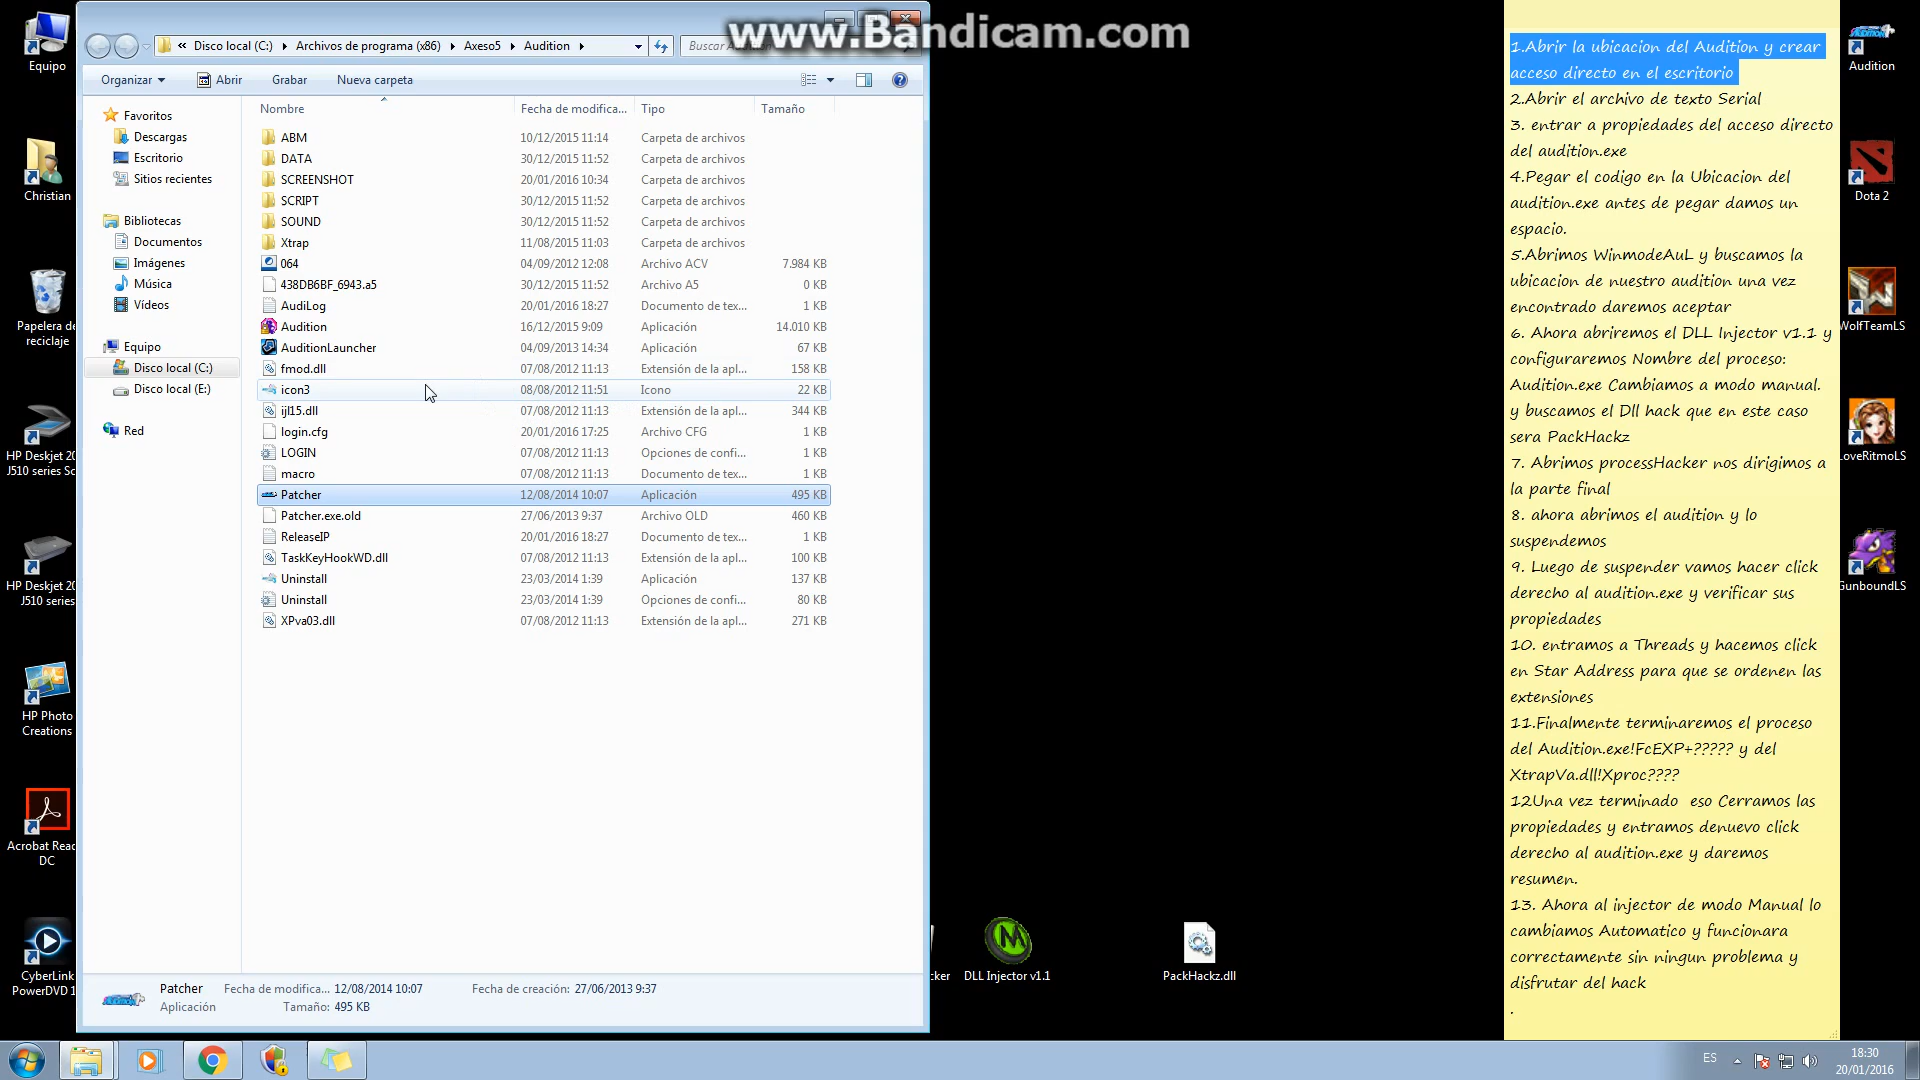 www.Bandicam.com
« Disco local (C:) Archivos de programa (x86) Axeso5 Audition
Organizar Abrir Grabar Nueva carpeta
Nombre Fecha de modifica... Tipo Tamaño
Favoritos
Descargas
Escritorio
Sitios recientes
Bibliotecas
Documentos
Imágenes
Música
Vídeos
Equipo
Disco local (C:)
Disco local (E:)
Red
ABM 10/12/2015 11:14 Carpeta de archivos
DATA 30/12/2015 11:52 Carpeta de archivos
SCREENSHOT 20/01/2016 10:34 Carpeta de archivos
SCRIPT 30/12/2015 11:52 Carpeta de archivos
SOUND 30/12/2015 11:52 Carpeta de archivos
Xtrap 11/08/2015 11:03 Carpeta de archivos
064 04/09/2012 12:08 Archivo ACV 7.984 KB
438DB6BF_6943.a5 30/12/2015 11:52 Archivo A5 0 KB
AudiLog 20/01/2016 18:27 Documento de tex... 1 KB
Audition 16/12/2015 9:09 Aplicación 14.010 KB
AuditionLauncher 04/09/2013 14:34 Aplicación 67 KB
fmod.dll 07/08/2012 11:13 Extensión de la apl... 158 KB
icon3 08/08/2012 11:51 Icono 22 KB
ijl15.dll 07/08/2012 11:13 Extensión de la apl... 344 KB
login.cfg 20/01/2016 17:25 Archivo CFG 1 KB
LOGIN 07/08/2012 11:13 Opciones de confi... 1 KB
macro 07/08/2012 11:13 Documento de tex... 1 KB
Patcher 12/08/2014 10:07 Aplicación 495 KB
Patcher.exe.old 27/06/2013 9:37 Archivo OLD 460 KB
ReleaseIP 20/01/2016 18:27 Documento de tex... 1 KB
TaskKeyHookWD.dll 07/08/2012 11:13 Extensión de la apl... 100 KB
Uninstall 23/03/2014 1:39 Aplicación 137 KB
Uninstall 23/03/2014 1:39 Opciones de confi... 80 KB
XPva03.dll 07/08/2012 11:13 Extensión de la apl... 271 KB
Patcher Fecha de modifica... 12/08/2014 10:07 Fecha de creación: 27/06/2013 9:37
Aplicación Tamaño: 495 KB
Equipo
Christian
Papelera de
reciclaje
HP Deskjet 20
J510 series Sc
HP Deskjet 20
J510 series
HP Photo
Creations
Acrobat Read
DC
CyberLink
PowerDVD 1
cker
DLL Injector v1.1
PackHackz.dll
1.Abrir la ubicacion del Audition y crear
acceso directo en el escritorio
2.Abrir el archivo de texto Serial
3. entrar a propiedades del acceso directo
del audition.exe
4.Pegar el codigo en la Ubicacion del
audition.exe antes de pegar damos un
espacio.
5.Abrimos WinmodeAuL y buscamos la
ubicacion de nuestro audition una vez
encontrado daremos aceptar
6. Ahora abriremos el DLL Injector v1.1 y
configuraremos Nombre del proceso:
Audition.exe Cambiamos a modo manual.
y buscamos el Dll hack que en este caso
sera PackHackz
7. Abrimos processHacker nos dirigimos a
la parte final
8. ahora abrimos el audition y lo
suspendemos
9. Luego de suspender vamos hacer click
derecho al audition.exe y verificar sus
propiedades
10. entramos a Threads y hacemos click
en Star Address para que se ordenen las
extensiones
11.Finalmente terminaremos el proceso
del Audition.exe!FcEXP+????? y del
XtrapVa.dll!Xproc????
12Una vez terminado eso Cerramos las
propiedades y entramos denuevo click
derecho al audition.exe y daremos
resumen.
13. Ahora al injector de modo Manual lo
cambiamos Automatico y funcionara
correctamente sin ningun problema y
disfrutar del hack
.
Audition
Dota 2
WolfTeamLS
LoveRitmoLS
GunboundLS
ES
18:30
20/01/2016